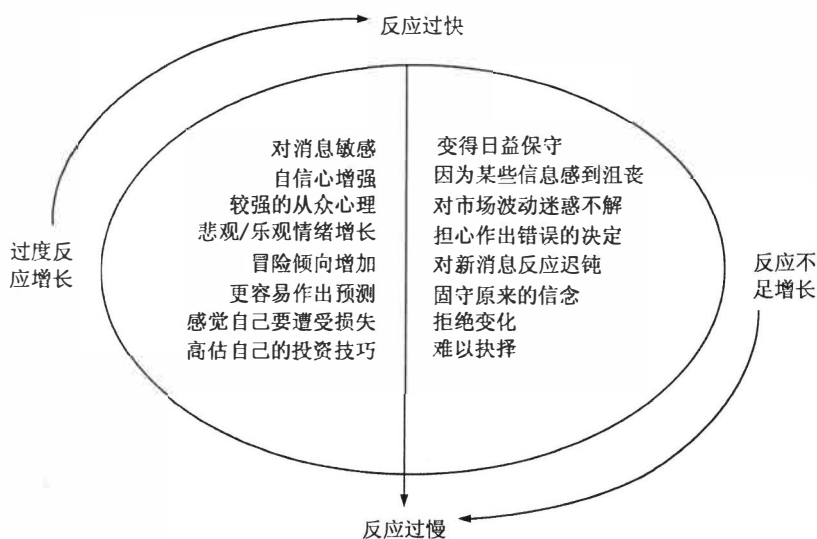 反应过快
对消息敏感
自信心增强
较强的从众心理
悲观/乐观情绪增长
冒险倾向增加
更容易作出预测
感觉自己要遭受损失
高估自己的投资技巧
变得日益保守
因为某些信息感到沮丧
对市场波动迷惑不解
担心作出错误的决定
对新消息反应迟钝
固守原来的信念
拒绝变化
难以抉择
过度反
应增长
反应不
足增长
反应过慢